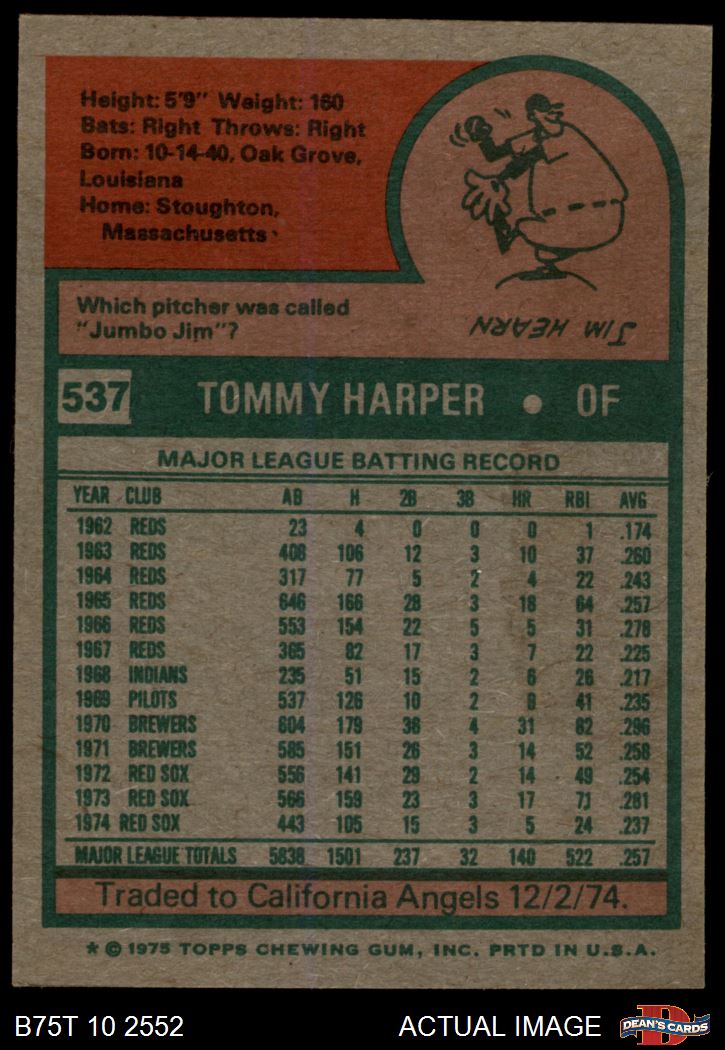 Height: 5'9" Weight: 160
Bats: Right Throws: Right
Born: 10-14-40, Oak Grove,
Louisiana
Home: Stoughton,
Massachusetts
Which pitcher was called
"Jumbo Jim"?
JIM HEARN
537 TOMMY HARPER • OF
MAJOR LEAGUE BATTING RECORD
YEAR CLUB AB H 2B 3B HR RBI AVG
1962 REDS 23 4 0 0 0 1 .174
1963 REDS 408 106 12 3 10 37 .260
1964 REDS 317 77 5 2 4 22 .243
1965 REDS 646 166 28 3 18 64 .257
1966 REDS 553 154 22 5 5 31 .278
1967 REDS 365 82 17 3 7 22 .225
1968 INDIANS 235 51 15 2 6 26 .217
1969 PILOTS 537 126 10 2 9 41 .235
1970 BREWERS 604 179 36 4 31 82 .296
1971 BREWERS 585 151 26 3 14 52 .258
1972 RED SOX 556 141 29 2 14 49 .254
1973 RED SOX 566 159 23 3 17 71 .281
1974 RED SOX 443 105 15 3 5 24 .237
MAJOR LEAGUE TOTALS 5838 1501 237 32 140 522 .257
Traded to California Angels 12/2/74.
* © 1975 TOPPS CHEWING GUM, INC. PRTD IN U.S.A.
B75T 10 2552 ACTUAL IMAGE
D
DEAN'S CARDS